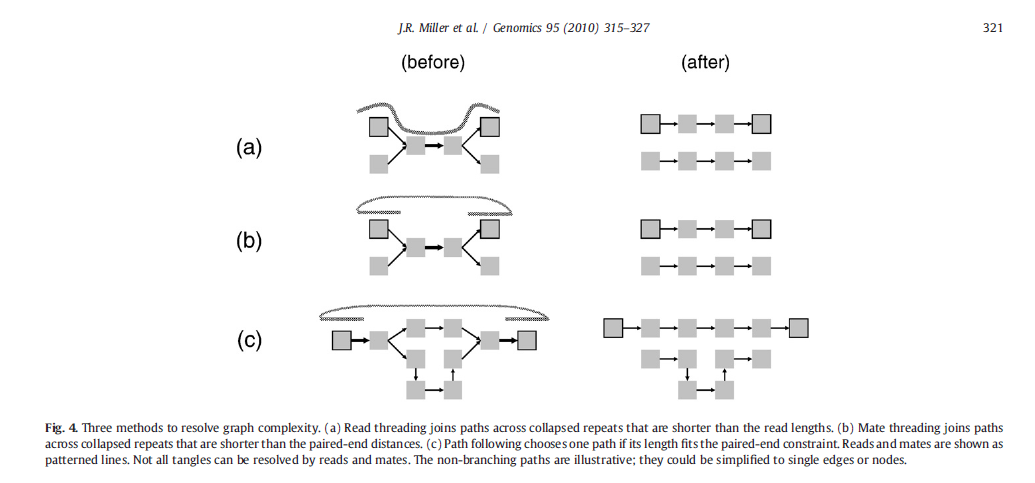 J.R. Miller et al. / Genomics 95 (2010) 315–327
321
(before)
(after)
(a)
(b)
(c)
Fig. 4. Three methods to resolve graph complexity. (a) Read threading joins paths across collapsed repeats that are shorter than the read lengths. (b) Mate threading joins paths
across collapsed repeats that are shorter than the paired-end distances. (c) Path following chooses one path if its length fits the paired-end constraint. Reads and mates are shown as
patterned lines. Not all tangles can be resolved by reads and mates. The non-branching paths are illustrative; they could be simplified to single edges or nodes.